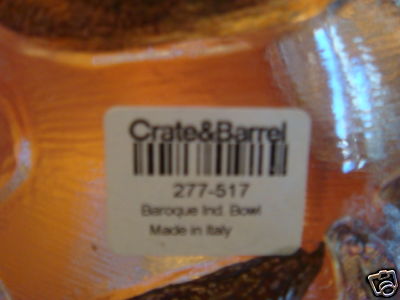 Crate&Barrel
277-517
Baroque Ind. Bowl
Made in Italy